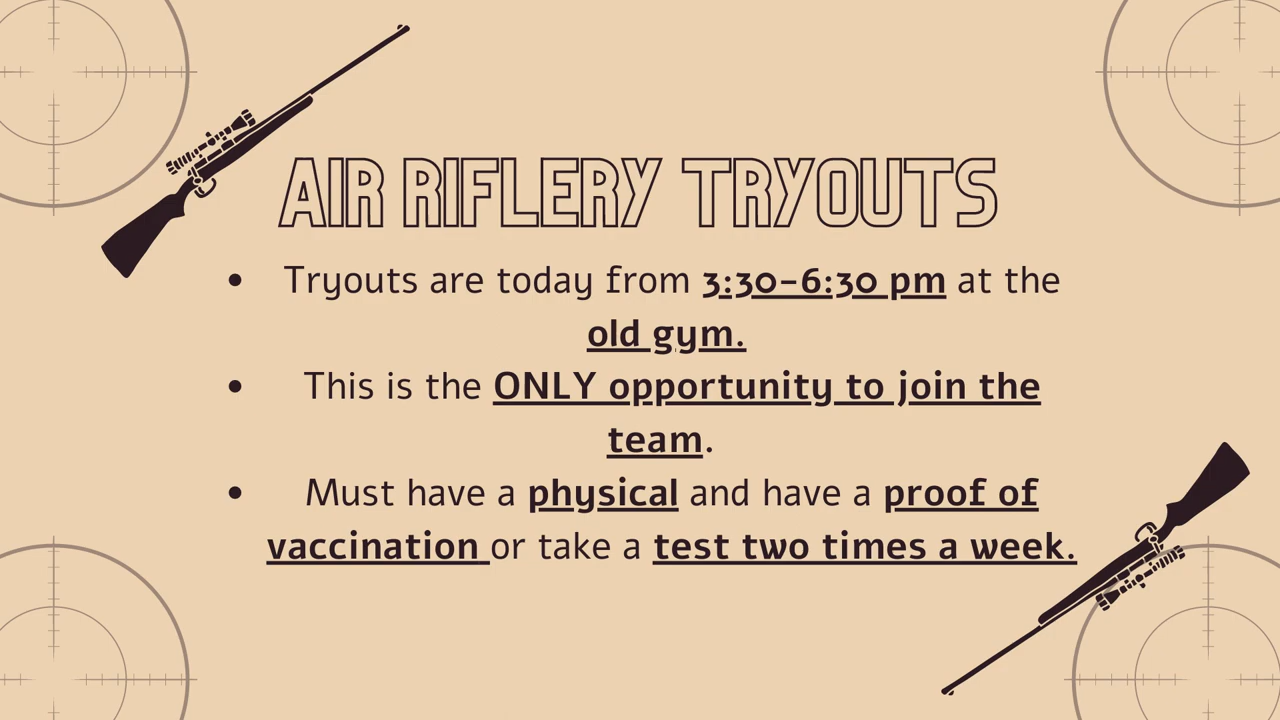 AIR RIFLERY TRYOUTS
• Tryouts are today from 3:30-6:30 pm at the
old gym.
• This is the ONLY opportunity to join the
team.
• Must have a physical and have a proof of
vaccination or take a test two times a week.